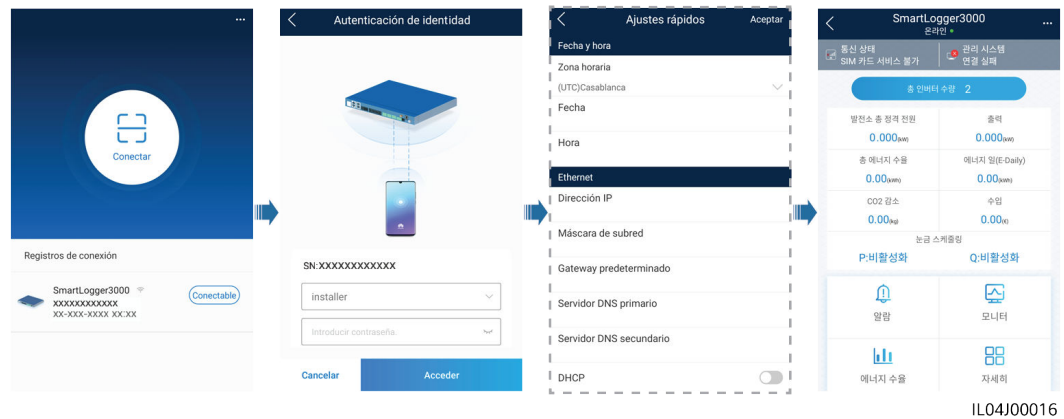 ...
Conectar
Registros de conexión
SmartLogger3000
XXXXXXXXXXXX
XX-XXX-XXXX XX:XX
Conectable
Autenticación de identidad
SN:XXXXXXXXXXXX
installer
Introducir contraseña
Cancelar
Acceder
Ajustes rápidos
Aceptar
Fecha y hora
Zona horaria
(UTC)Casablanca
Fecha
Hora
Ethernet
Dirección IP
Máscara de subred
Gateway predeterminado
Servidor DNS primario
Servidor DNS secundario
DHCP
SmartLogger3000
...
온라인
통신 상태
SIM 카드 서비스 불가
관리 시스템
연결 실패
총 인버터 수량 2
발전소 총 정격 전원
출력
0.000(kW)
0.000(kW)
총 에너지 수율
에너지 일(E-Daily)
0.00(kWh)
0.00(kWh)
CO2 감소
수입
0.00(kg)
0.00(€)
눈금 스케줄링
P:비활성화
Q:비활성화
알람
모니터
에너지 수율
자세히
IL04J00016